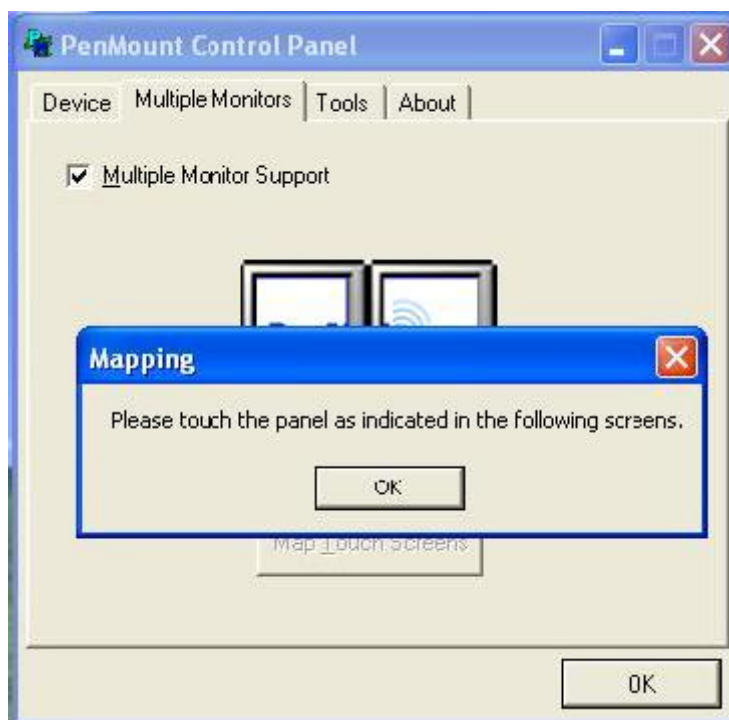 PenMount Control Panel
Device Multiple Monitors Tools About
Multiple Monitor Support
Mapping
Please touch the panel as indicated in the following screens.
OK
Map Touch Screens
OK